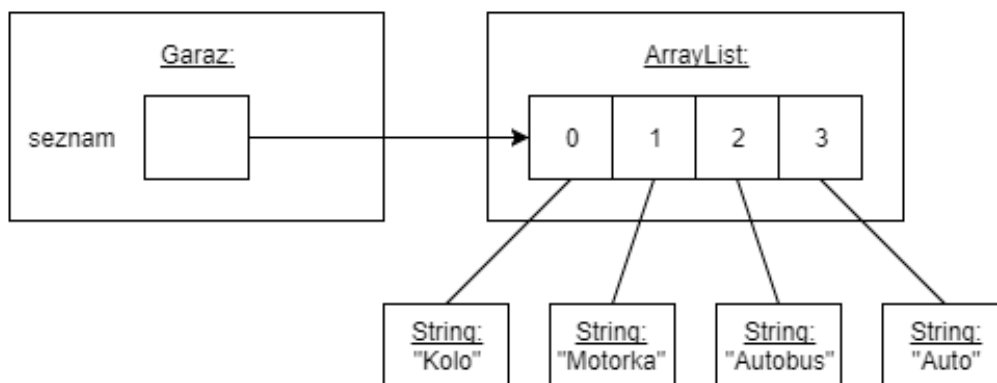 Garaz:
ArrayList:
seznam
0 1 2 3
String:
"Kolo"
String:
"Motorka"
String:
"Autobus"
String:
"Auto"